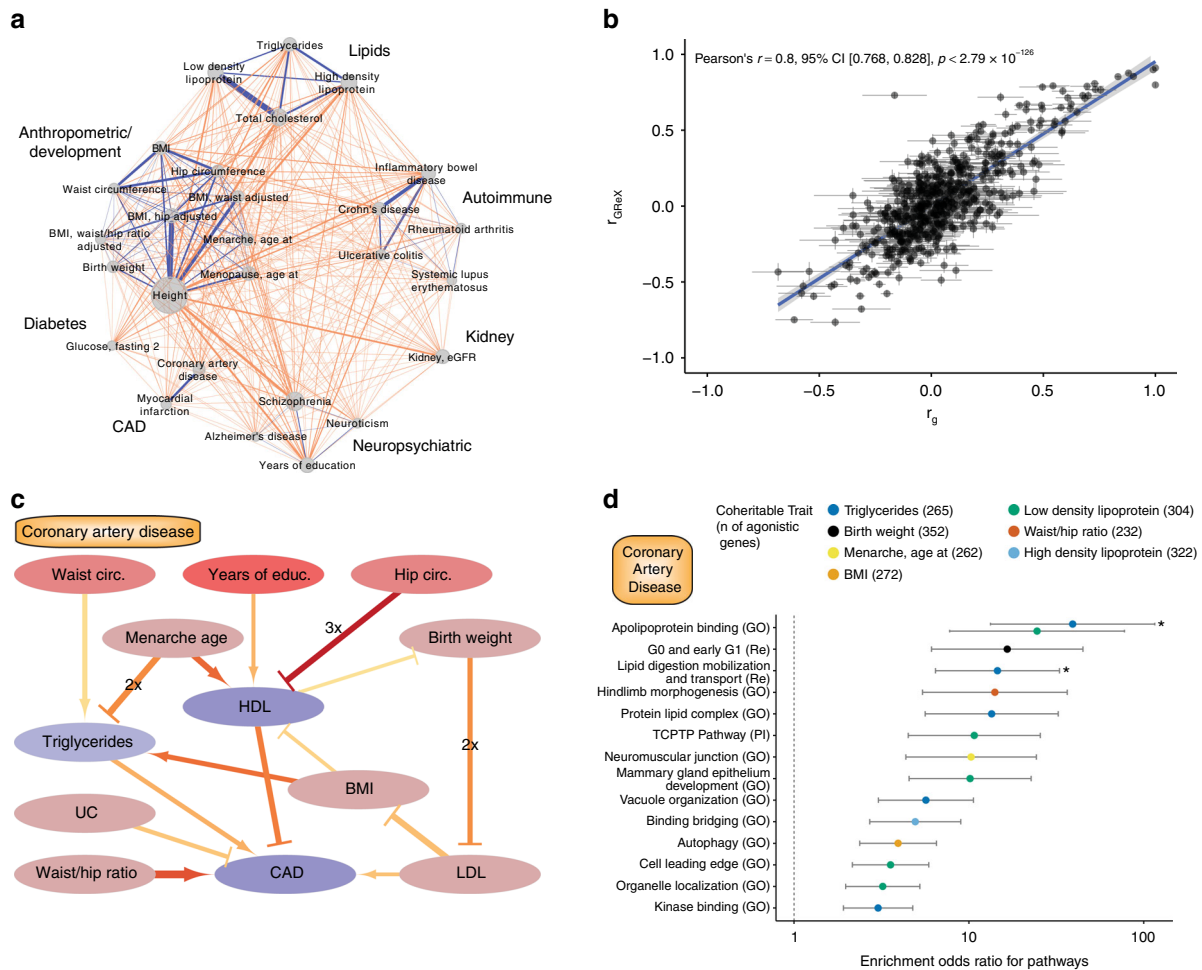 a
Triglycerides
Lipids
Low density
lipoprotein
High density
lipoprotein
Total cholesterol
Anthropometric/
development
BMI
Hip circumference
Waist circumference
BMI, waist adjusted
BMI, hip adjusted
BMI, waist/hip ratio
adjusted
Menarche, age at
Birth weight
Menopause, age at
Height
Inflammatory bowel
disease
Autoimmune
Crohn's disease
Rheumatoid arthritis
Ulcerative colitis
Systemic lupus
erythematosus
Diabetes
Glucose, fasting 2
Kidney
Kidney, eGFR
Coronary artery
disease
Myocardial
infarction
CAD
Schizophrenia
Neuroticism
Alzheimer's disease
Neuropsychiatric
Years of education
b
Pearson's r = 0.8, 95% CI [0.768, 0.828], p < 2.79 × 10⁻¹²⁶
1.0
0.5
0.0
−0.5
−1.0
r_GReX
−1.0
−0.5
0.0
0.5
1.0
r_g
c
Coronary artery disease
Waist circ.
Years of educ.
Hip circ.
3x
Menarche age
Birth weight
2x
HDL
Triglycerides
2x
BMI
UC
Waist/hip ratio
CAD
LDL
d
Coronary
Artery
Disease
Coheritable Trait
(n of agonistic
genes)
Triglycerides (265)
Birth weight (352)
Menarche, age at (262)
BMI (272)
Low density lipoprotein (304)
Waist/hip ratio (232)
High density lipoprotein (322)
Apolipoprotein binding (GO)
*
G0 and early G1 (Re)
Lipid digestion mobilization
and transport (Re)
*
Hindlimb morphogenesis (GO)
Protein lipid complex (GO)
TCPTP Pathway (PI)
Neuromuscular junction (GO)
Mammary gland epithelium
development (GO)
Vacuole organization (GO)
Binding bridging (GO)
Autophagy (GO)
Cell leading edge (GO)
Organelle localization (GO)
Kinase binding (GO)
1
10
100
Enrichment odds ratio for pathways